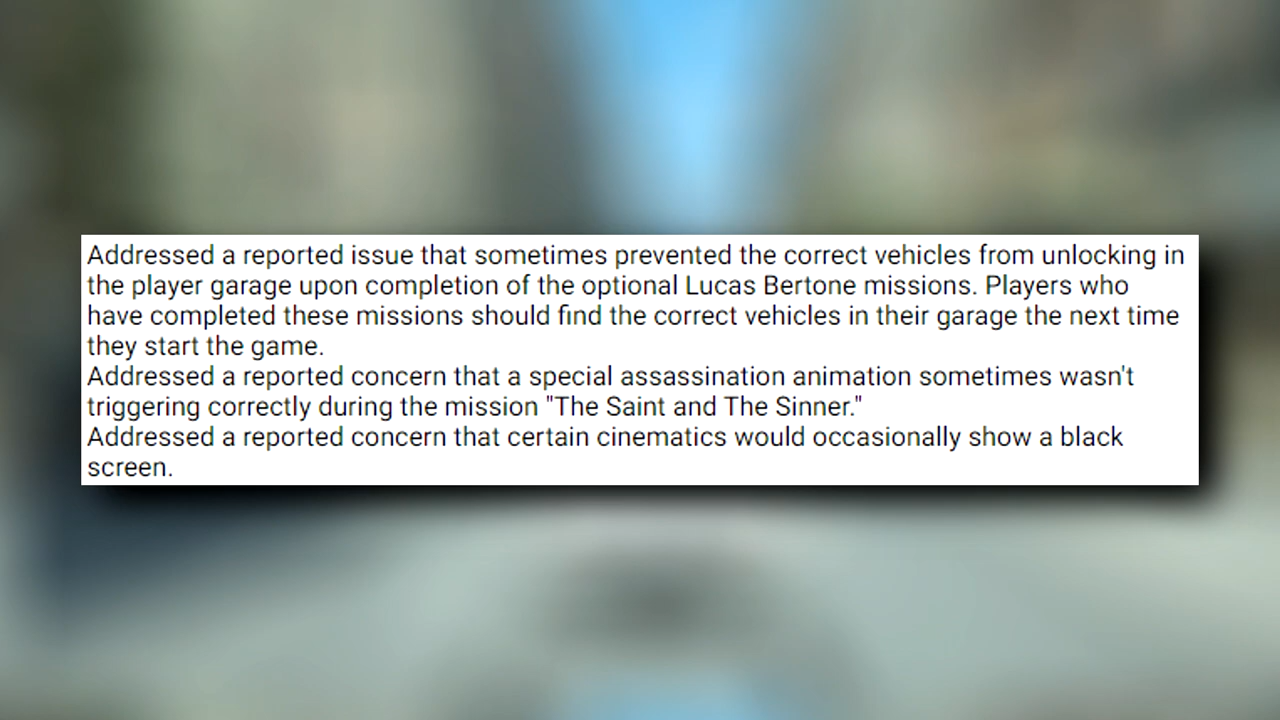 Addressed a reported issue that sometimes prevented the correct vehicles from unlocking in
the player garage upon completion of the optional Lucas Bertone missions. Players who
have completed these missions should find the correct vehicles in their garage the next time
they start the game.
Addressed a reported concern that a special assassination animation sometimes wasn't
triggering correctly during the mission "The Saint and The Sinner."
Addressed a reported concern that certain cinematics would occasionally show a black
screen.